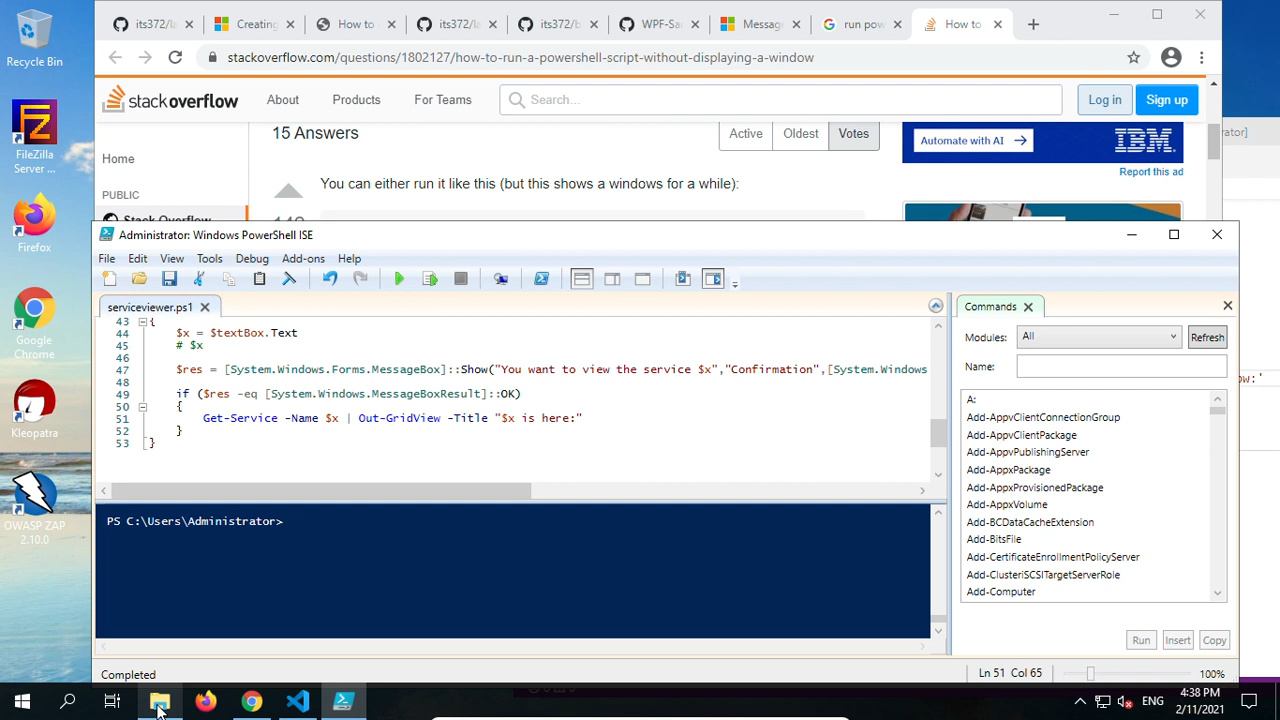 its372/la
Creating
How to
its372/la
its372/b
WPF-Sa
Message
run pow
How to
stackoverflow.com/questions/1802127/how-to-run-a-powershell-script-without-displaying-a-window
stackoverflow
About
Products
For Teams
Search...
Log in
Sign up
15 Answers
Active
Oldest
Votes
Home
PUBLIC
Stack Overflow
You can either run it like this (but this shows a windows for a while):
Automate with AI
IBM
Report this ad
rator]
Recycle Bin
FileZilla
Server ...
Firefox
Google
Chrome
Kleopatra
OWASP ZAP
2.10.0
Administrator: Windows PowerShell ISE
File Edit View Tools Debug Add-ons Help
serviceviewer.ps1
43 {
44 $x = $textBox.Text
45 # $x
46
47 $res = [System.Windows.Forms.MessageBox]::Show("You want to view the service $x","Confirmation",[System.Windows
48
49 if ($res -eq [System.Windows.MessageBoxResult]::OK)
50 {
51 Get-Service -Name $x | Out-GridView -Title "$x is here:"
52 }
53 }
PS C:\Users\Administrator>
Commands
Modules: All
Refresh
Name:
A:
Add-AppvClientConnectionGroup
Add-AppvClientPackage
Add-AppvPublishingServer
Add-AppxPackage
Add-AppxProvisionedPackage
Add-AppxVolume
Add-BCDataCacheExtension
Add-BitsFile
Add-CertificateEnrollmentPolicyServer
Add-ClusteriSCSITargetServerRole
Add-Computer
Run
Insert
Copy
ow:'
Completed
Ln 51 Col 65
100%
ENG
4:38 PM
2/11/2021